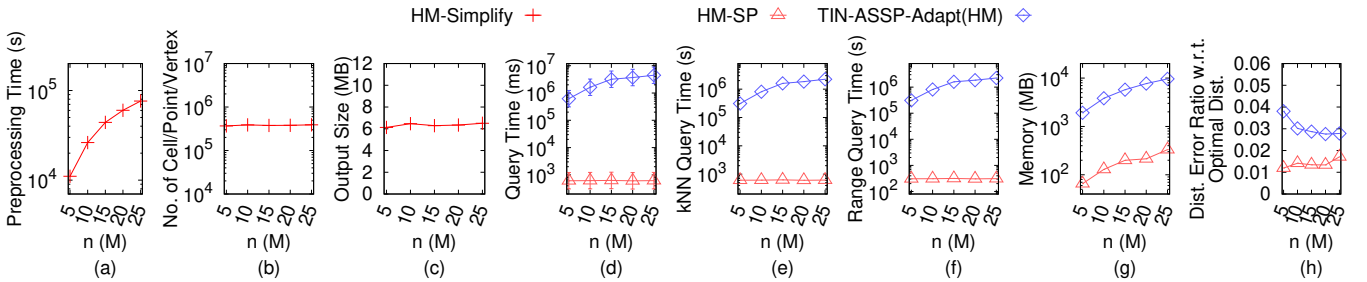 HM-Simplify HM-SP TIN-ASSP-Adapt(HM)
Preprocessing Time (s)
10^5
10^4
5 10 15 20 25
n (M)
(a)
No. of Cell/Point/Vertex
10^7
10^6
10^5
10^4
5 10 15 20 25
n (M)
(b)
Output Size (MB)
12
10
8
6
4
2
0
5 10 15 20 25
n (M)
(c)
Query Time (ms)
10^7
10^6
10^5
10^4
10^3
5 10 15 20 25
n (M)
(d)
kNN Query Time (s)
10^6
10^5
10^4
10^3
5 10 15 20 25
n (M)
(e)
Range Query Time (s)
10^6
10^5
10^4
10^3
10^2
5 10 15 20 25
n (M)
(f)
Memory (MB)
10^4
10^3
10^2
5 10 15 20 25
n (M)
(g)
Dist. Error Ratio w.r.t.
Optimal Dist.
0.06
0.05
0.04
0.03
0.02
0.01
0
5 10 15 20 25
n (M)
(h)